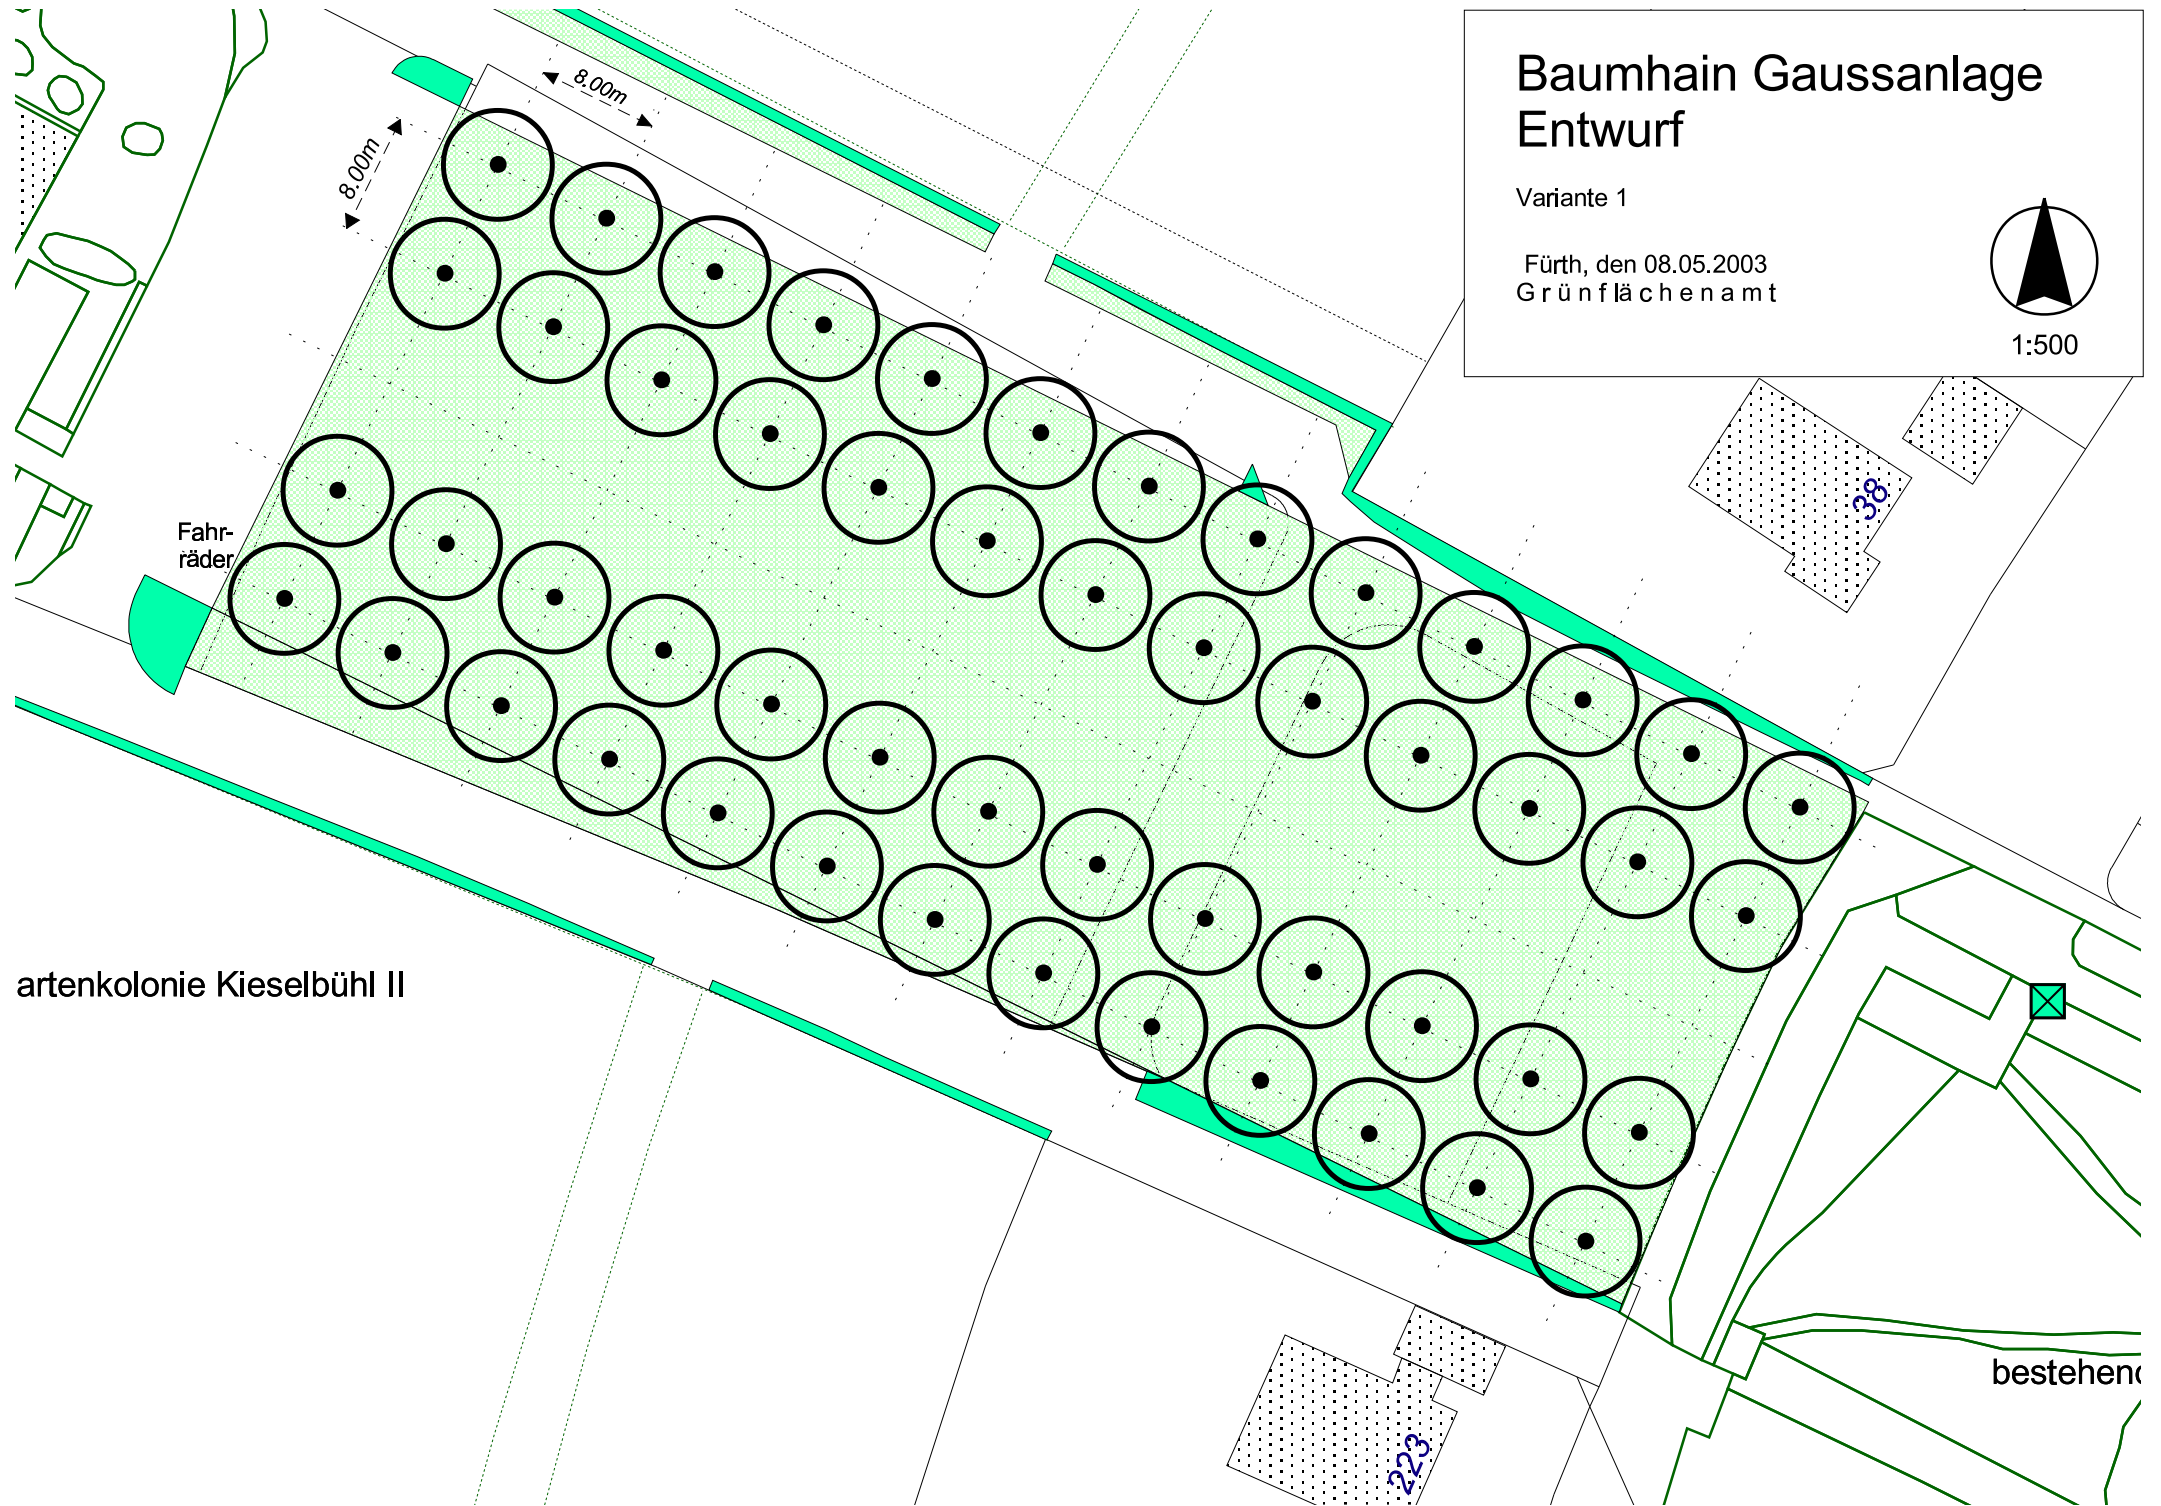 Baumhain Gaussanlage
Entwurf
Variante 1
Fürth, den 08.05.2003
Grünflächenamt
1:500
8.00m
8.00m
38
Fahr-
räder
artenkolonie Kieselbühl II
bestehend
223